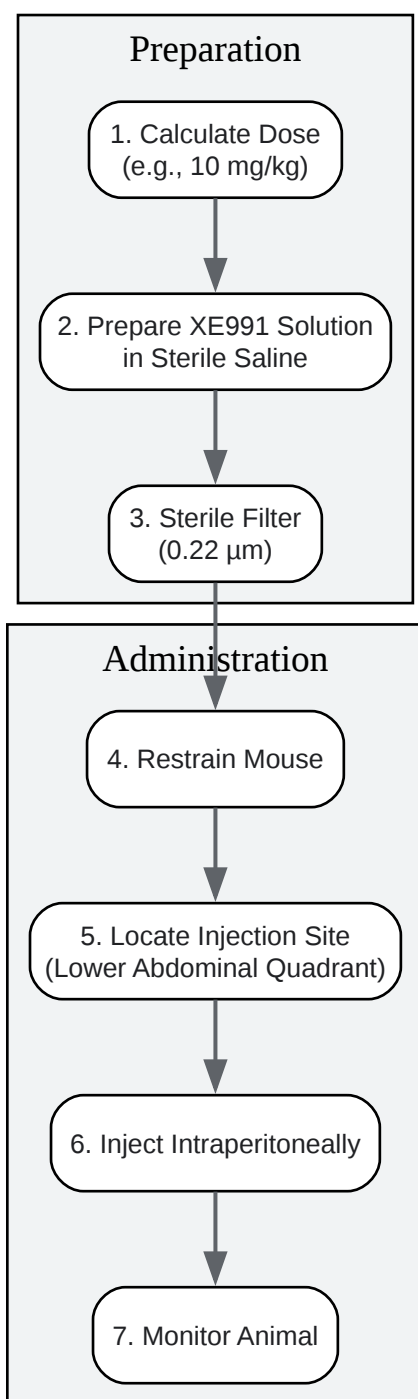 Preparation
1. Calculate Dose
(e.g., 10 mg/kg)
2. Prepare XE991 Solution
in Sterile Saline
3. Sterile Filter
(0.22 µm)
Administration
4. Restrain Mouse
5. Locate Injection Site
(Lower Abdominal Quadrant)
6. Inject Intraperitoneally
7. Monitor Animal